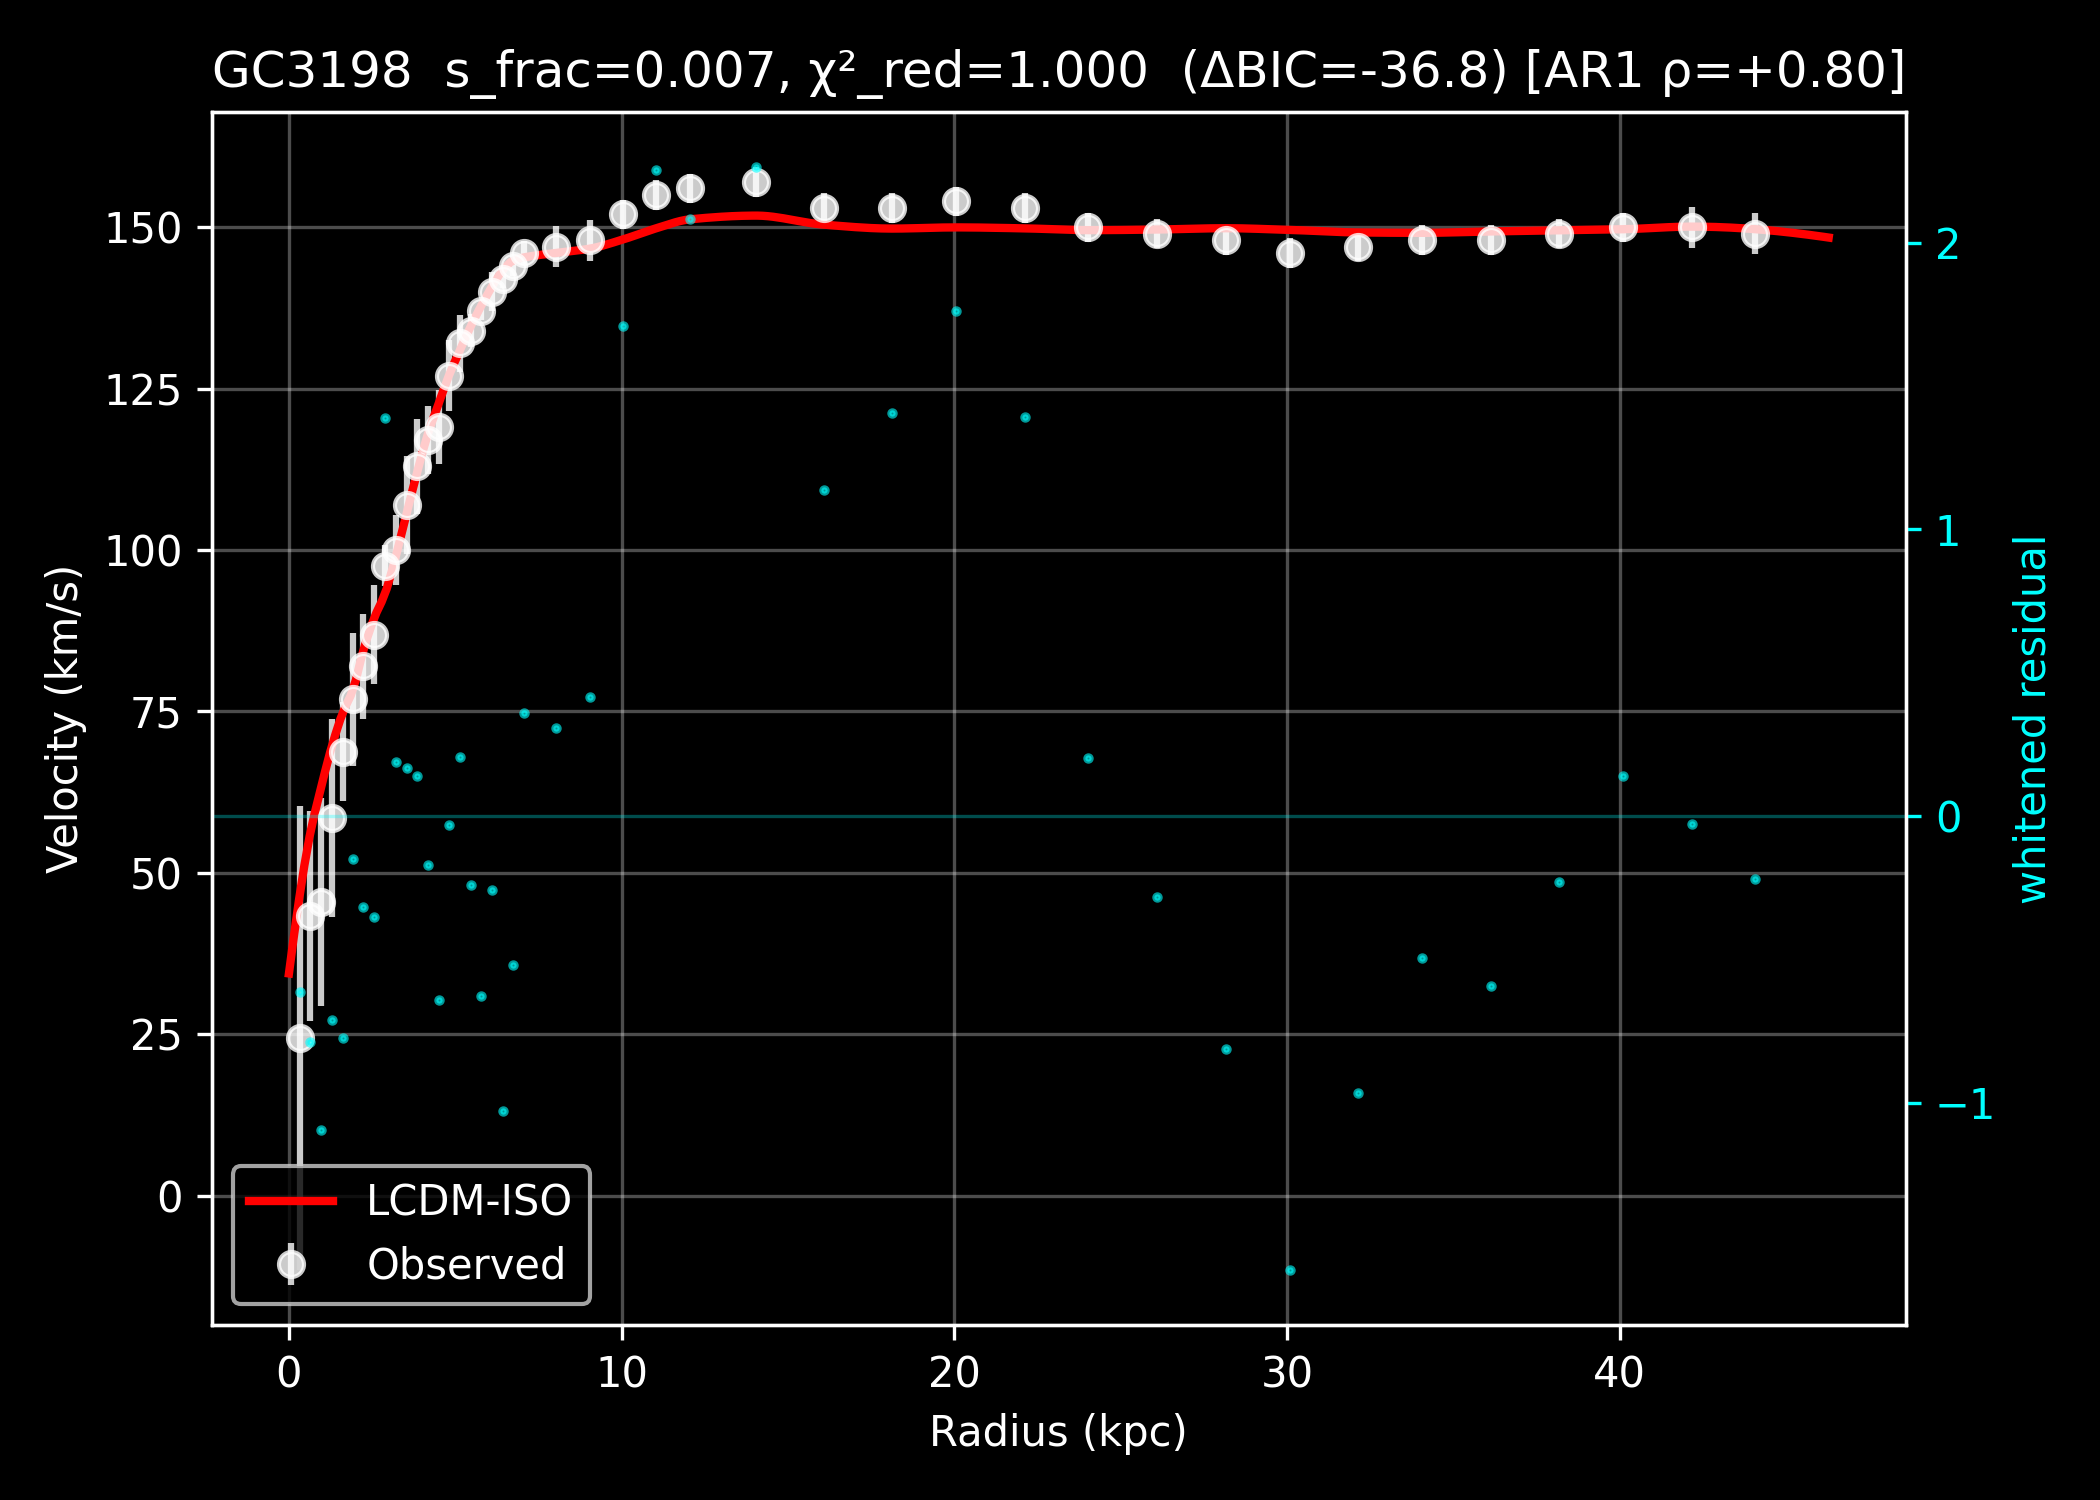 GC3198 s_frac=0.007, χ²_red=1.000 (ΔBIC=-36.8) [AR1 ρ=+0.80]
Velocity (km/s)
150
125
100
75
50
25
0
2
1
0
−1
whitened residual
LCDM-ISO
Observed
0
10
20
30
40
Radius (kpc)